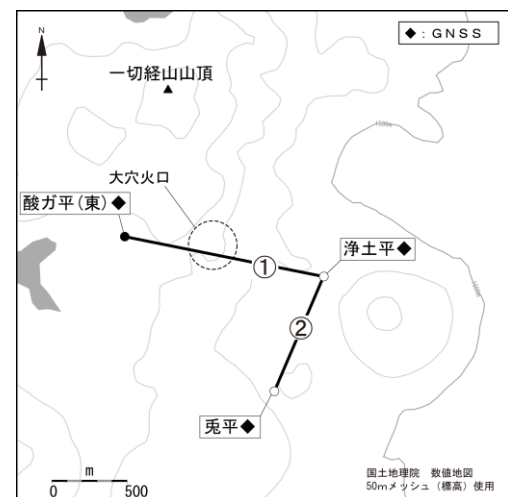 ◆：GNSS
N
一切経山山頂
1500m
大穴火口
酸ガ平（東）◆
浄土平◆
①
②
兎平◆
m
0 500
国土地理院 数値地図
50mメッシュ（標高）使用